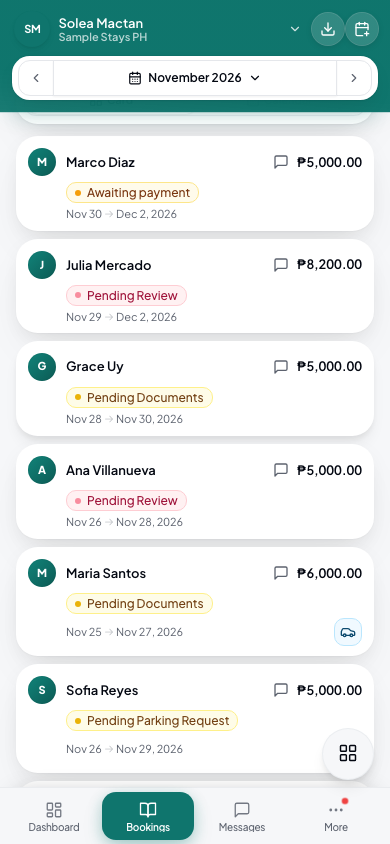 SM
Solea Mactan
Sample Stays PH
November 2026
M
Marco Diaz
₱5,000.00
Awaiting payment
Nov 30 → Dec 2, 2026
J
Julia Mercado
₱8,200.00
Pending Review
Nov 29 → Dec 2, 2026
G
Grace Uy
₱5,000.00
Pending Documents
Nov 28 → Nov 30, 2026
A
Ana Villanueva
₱5,000.00
Pending Review
Nov 26 → Nov 28, 2026
M
Maria Santos
₱6,000.00
Pending Documents
Nov 25 → Nov 27, 2026
S
Sofia Reyes
₱5,000.00
Pending Parking Request
Nov 26 → Nov 29, 2026
Dashboard
Bookings
Messages
More